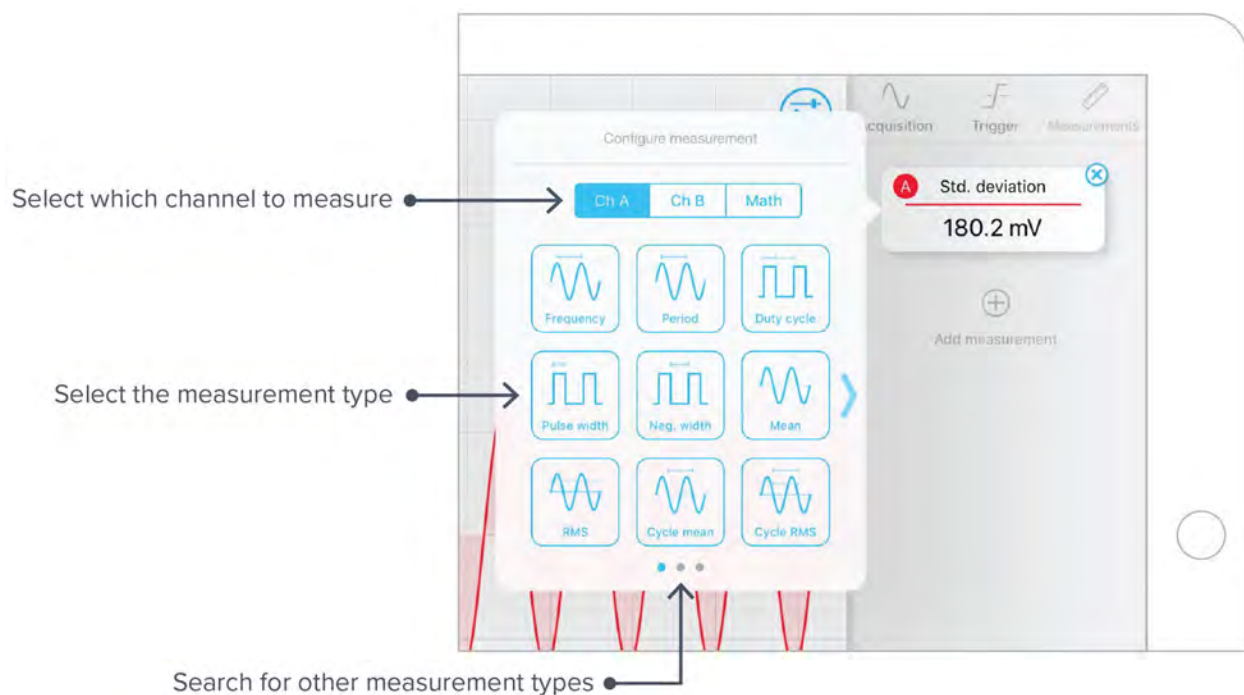 Acquisition Trigger Measurements
Configure measurement
Select which channel to measure
Ch A Ch B Math
A Std. deviation
180.2 mV
Frequency Period Duty cycle
Add measurement
Select the measurement type
Pulse width Neg. width Mean
RMS Cycle mean Cycle RMS
Search for other measurement types